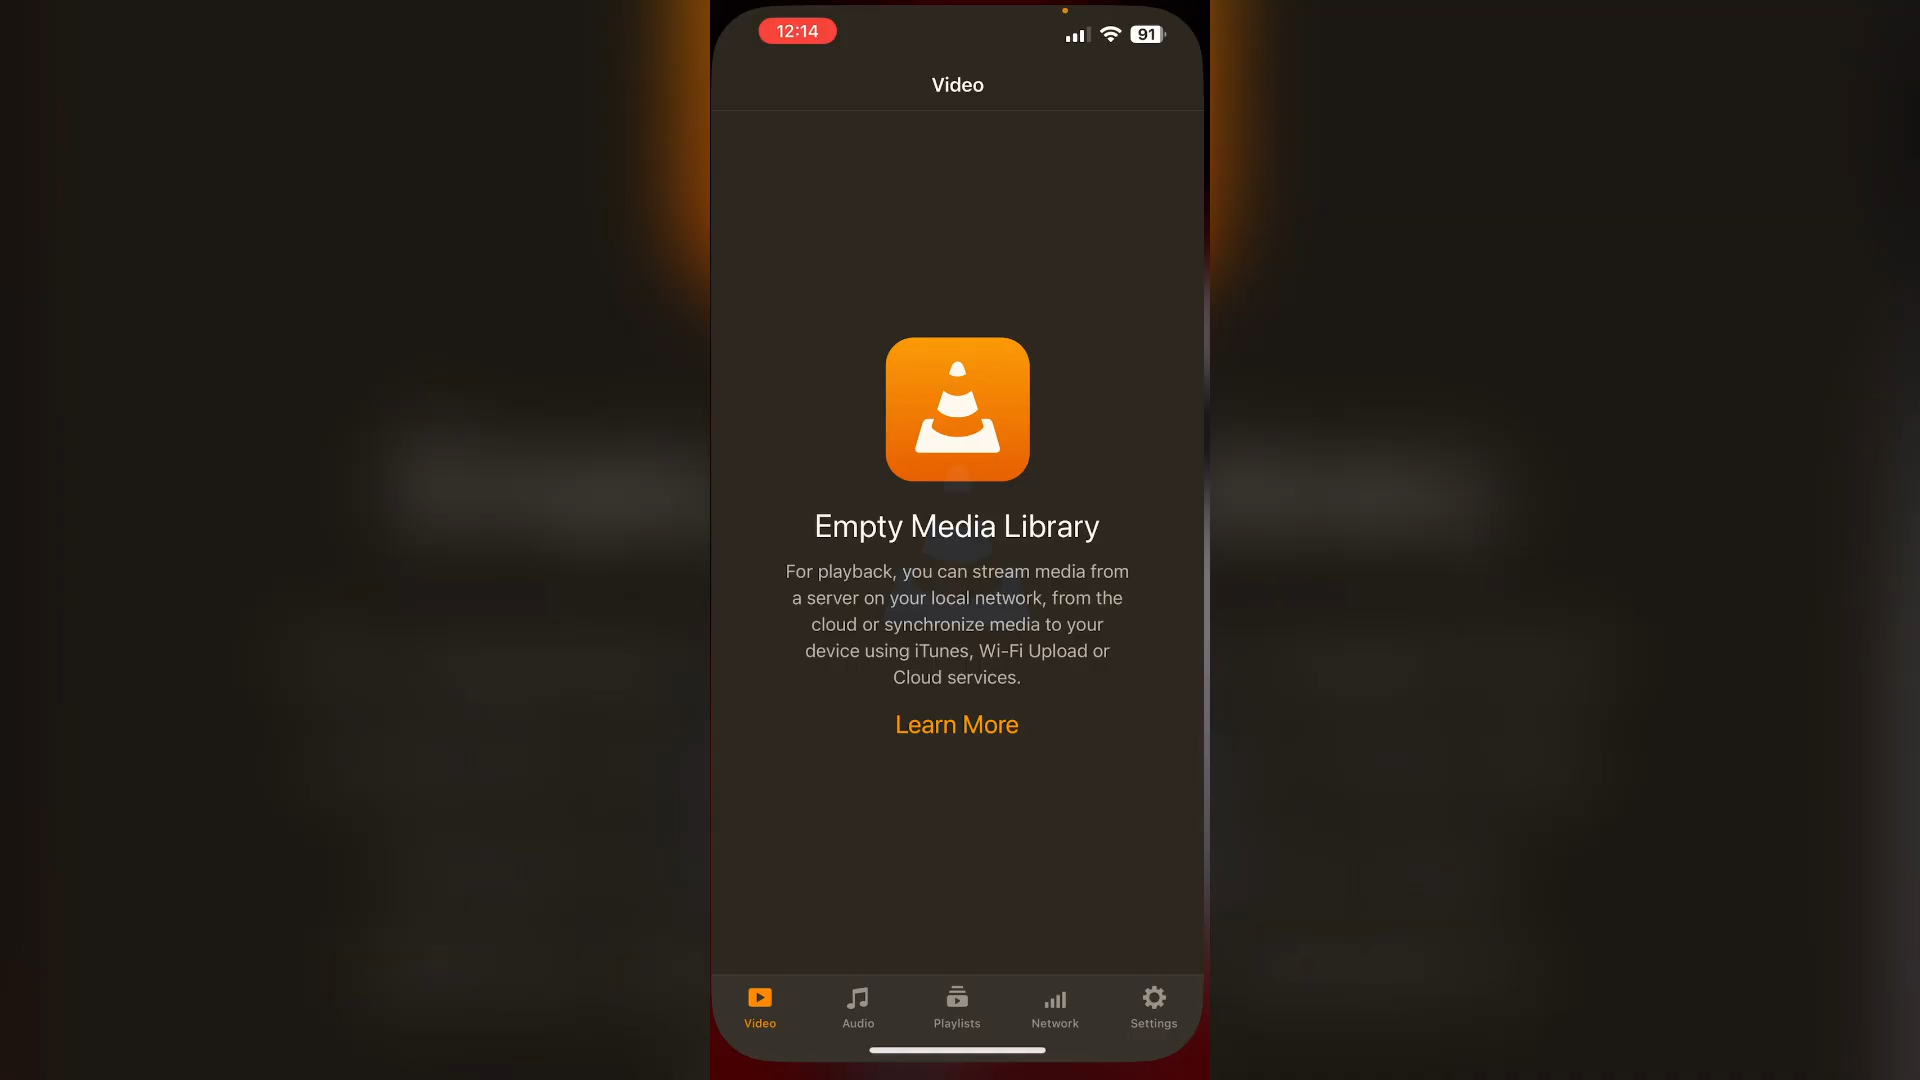 12:14
91
Video
Empty Media Library
For playback, you can stream media from
a server on your local network, from the
cloud or synchronize media to your
device using iTunes, Wi-Fi Upload or
Cloud services.
Learn More
Video Audio Playlists Network Settings